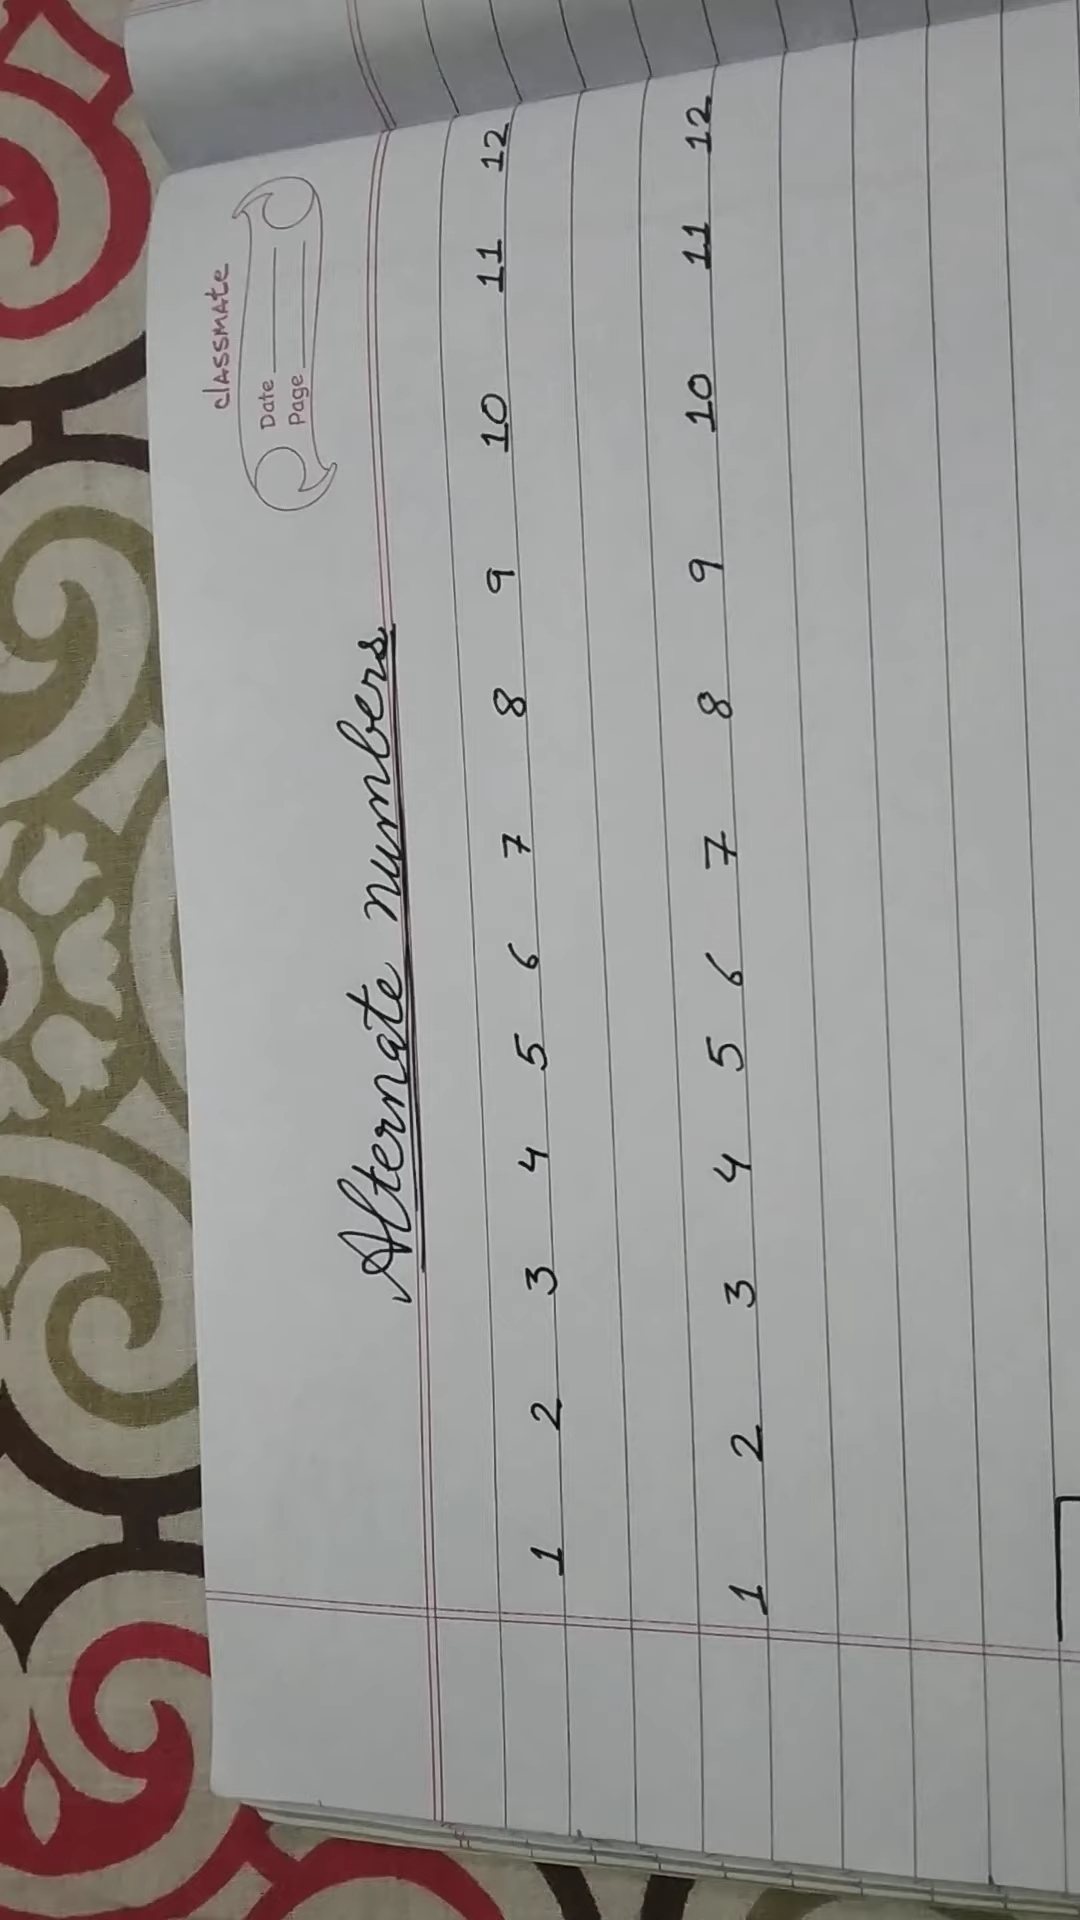 classmate
Date
Page
Alternate numbers.
1 2 3 4 5 6 7 8 9 10 11 12
1 2 3 4 5 6 7 8 9 10 11 12